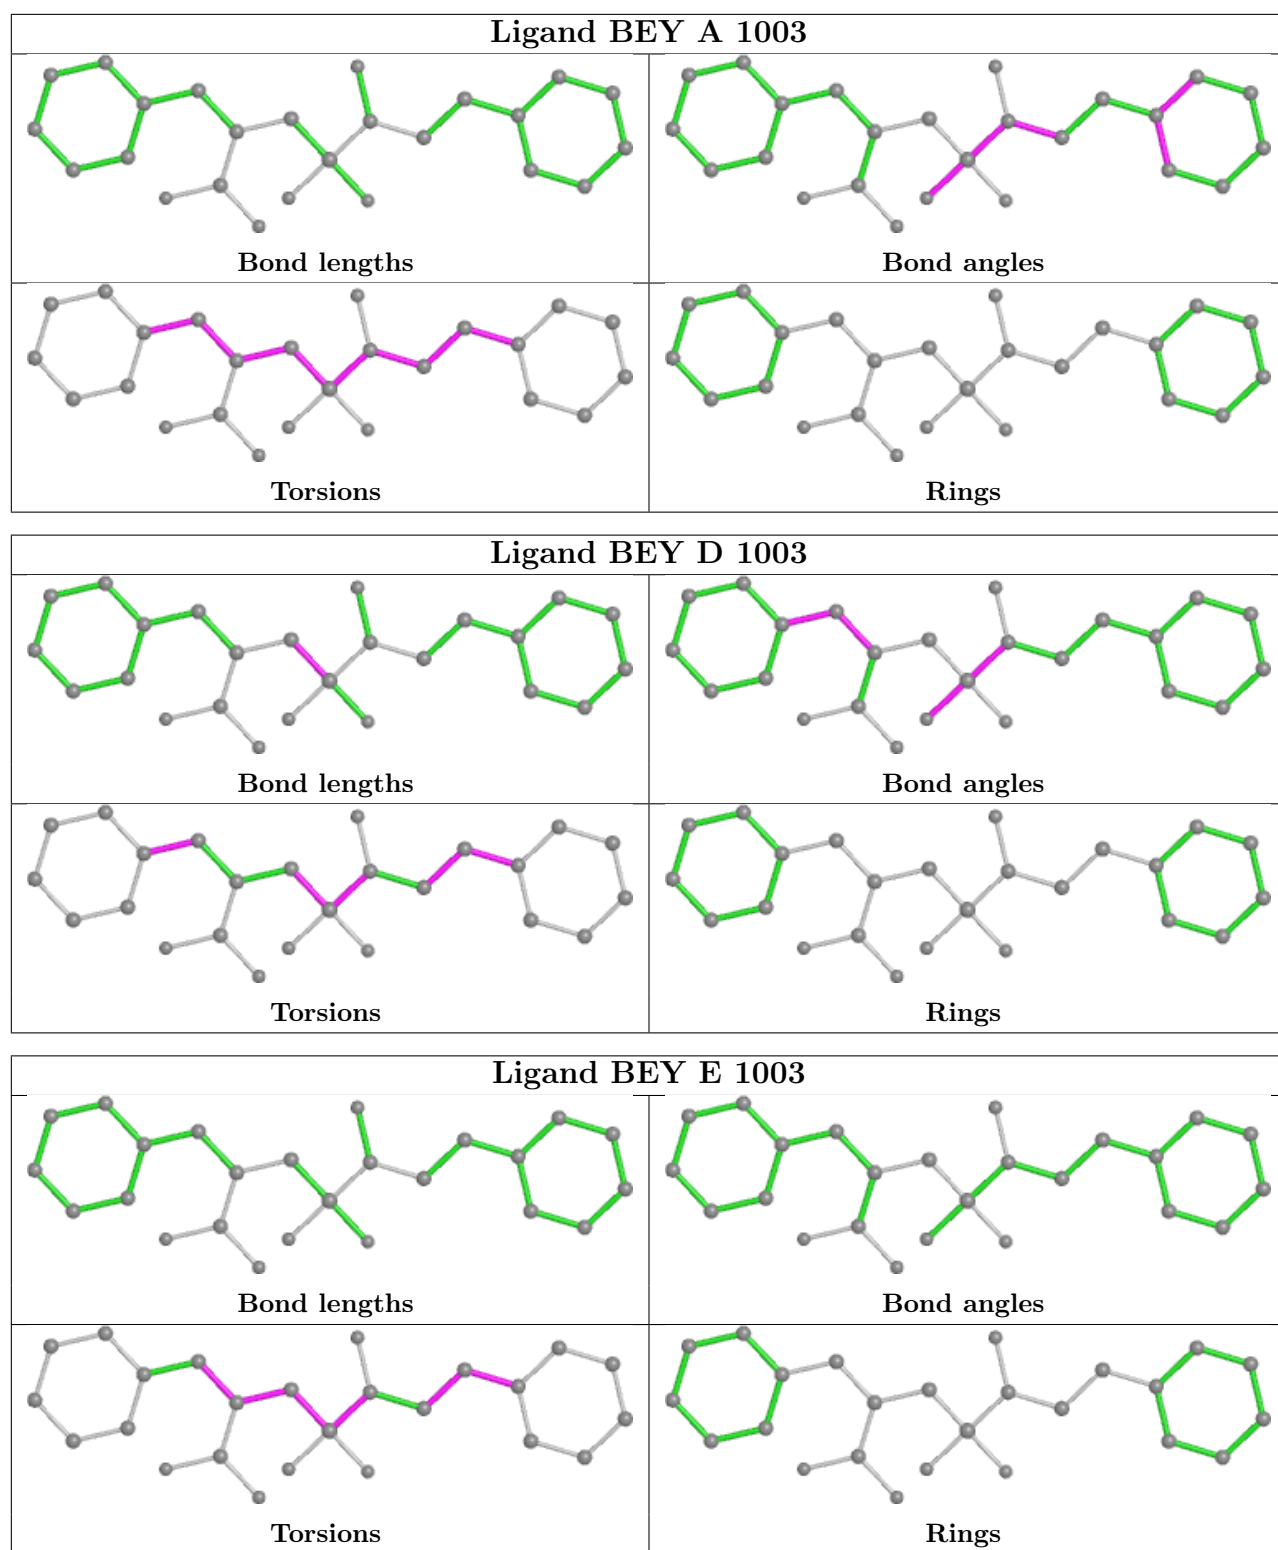 Ligand BEY A 1003
Bond lengths
Bond angles
Torsions
Rings
Ligand BEY D 1003
Bond lengths
Bond angles
Torsions
Rings
Ligand BEY E 1003
Bond lengths
Bond angles
Torsions
Rings